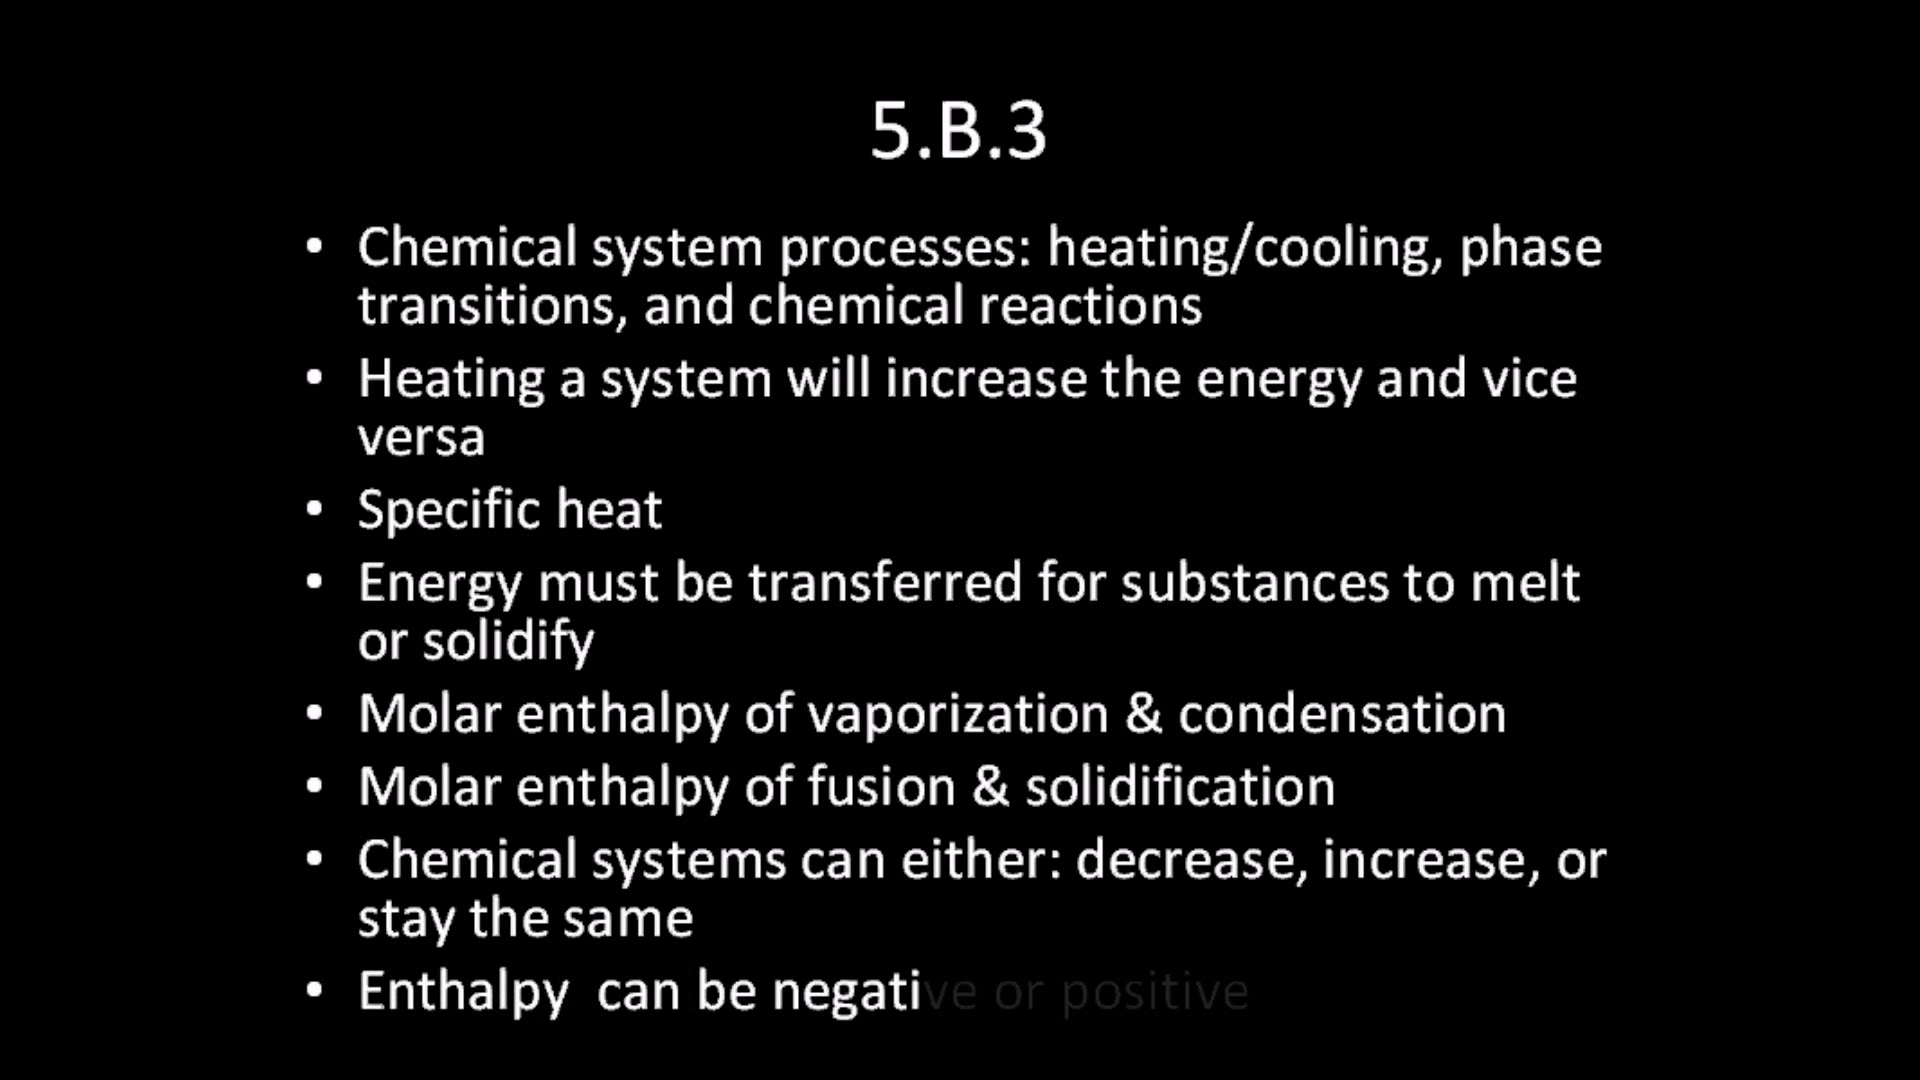 5.B.3
• Chemical system processes: heating/cooling, phase
transitions, and chemical reactions
• Heating a system will increase the energy and vice
versa
• Specific heat
• Energy must be transferred for substances to melt
or solidify
• Molar enthalpy of vaporization & condensation
• Molar enthalpy of fusion & solidification
• Chemical systems can either: decrease, increase, or
stay the same
• Enthalpy  can be negative or positive